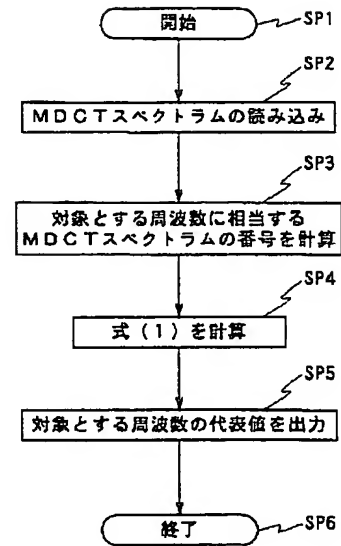 開始
SP1
SP2
MDCTスペクトラムの読み込み
SP3
対象とする周波数に相当する
MDCTスペクトラムの番号を計算
SP4
式(1)を計算
SP5
対象とする周波数の代表値を出力
終了
SP6